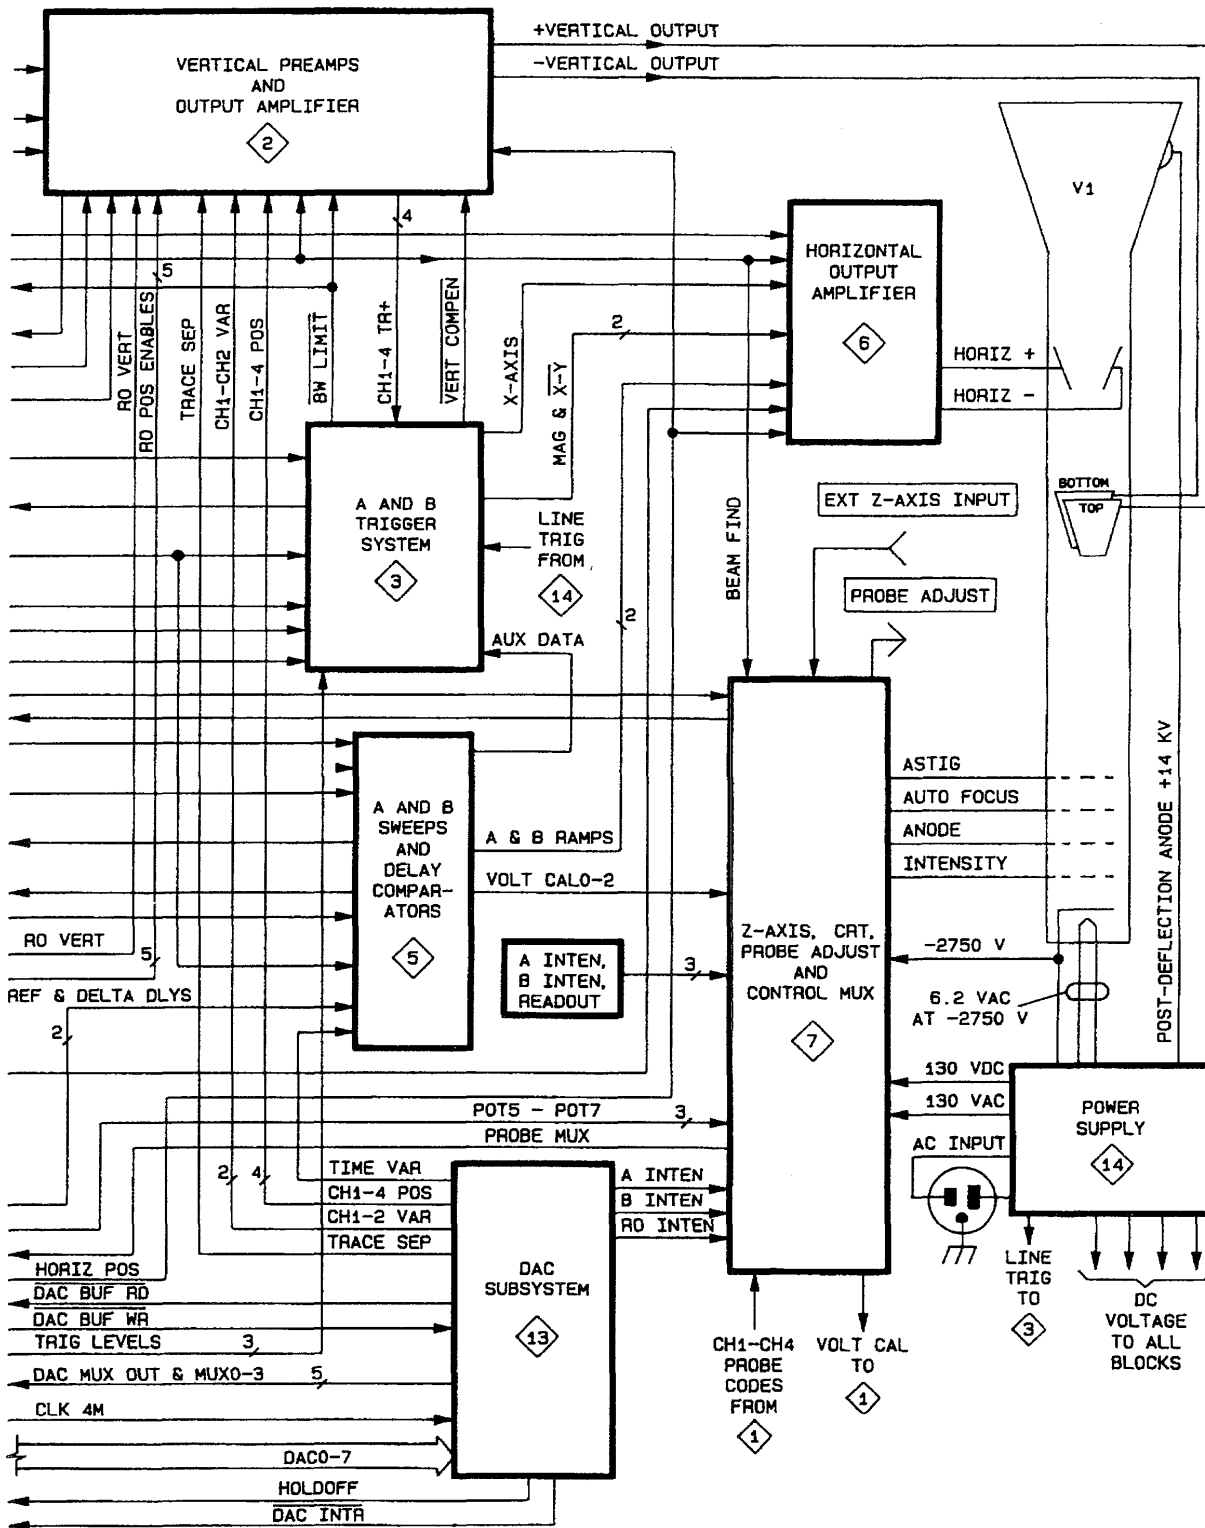 +VERTICAL OUTPUT
-VERTICAL OUTPUT
VERTICAL PREAMPS
AND
OUTPUT AMPLIFIER
2
V1
4
HORIZONTAL
OUTPUT
AMPLIFIER
6
5
RO VERT
RO POS ENABLES
TRACE SEP
CH1-CH2 VAR
CH1-4 POS
BW LIMIT
CH1-4 TR+
VERT COMPEN
X-AXIS
2
MAG & X-Y
HORIZ +
HORIZ -
A AND B
TRIGGER
SYSTEM
3
LINE
TRIG
FROM
14
BEAM FIND
EXT Z-AXIS INPUT
BOTTOM
TOP
PROBE ADJUST
2
AUX DATA
A AND B
SWEEPS
AND
DELAY
COMPAR-
ATORS
5
A & B RAMPS
VOLT CAL0-2
ASTIG
AUTO FOCUS
ANODE
INTENSITY
POST-DEFLECTION ANODE +14 KV
RO VERT
5
REF & DELTA DLYS
2
A INTEN,
B INTEN,
READOUT
3
Z-AXIS, CRT,
PROBE ADJUST
AND
CONTROL MUX
7
-2750 V
6.2 VAC
AT -2750 V
130 VDC
130 VAC
AC INPUT
POWER
SUPPLY
14
POT5 - POT7
3
PROBE MUX
2
4
TIME VAR
CH1-4 POS
CH1-2 VAR
TRACE SEP
A INTEN
B INTEN
RO INTEN
HORIZ POS
DAC BUF RD
DAC BUF WR
TRIG LEVELS
3
DAC MUX OUT & MUX0-3
5
CLK 4M
DAC0-7
HOLDOFF
DAC INTR
DAC
SUBSYSTEM
13
CH1-CH4
PROBE
CODES
FROM
1
VOLT CAL
TO
1
LINE
TRIG
TO
3
DC
VOLTAGE
TO ALL
BLOCKS